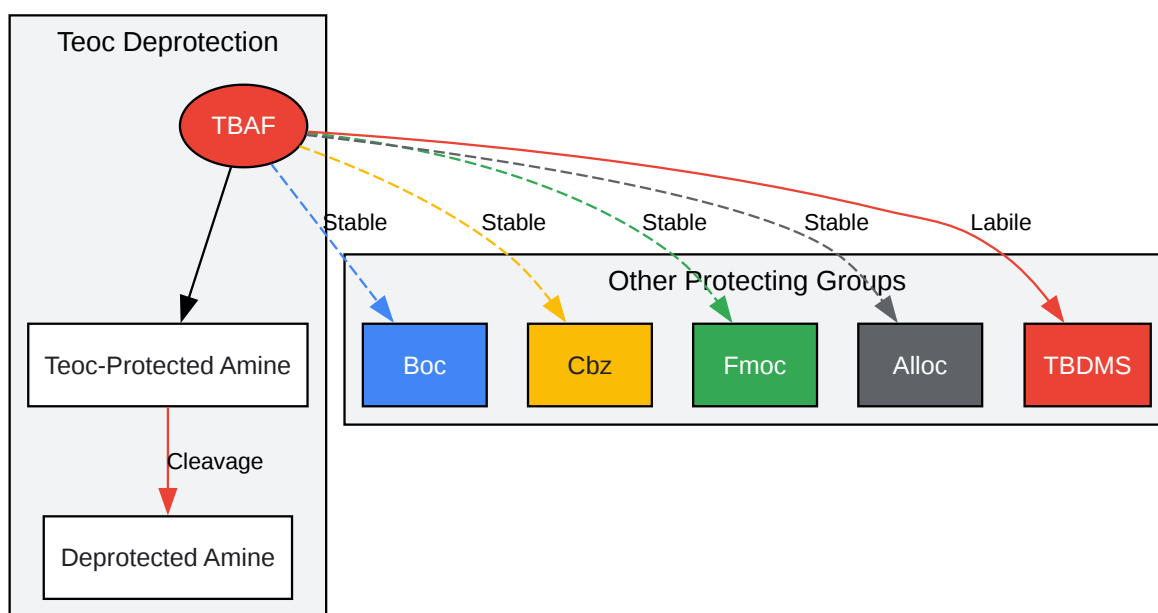 Teoc Deprotection
TBAF
Stable
Stable
Stable
Stable
Labile
Other Protecting Groups
Teoc-Protected Amine
Boc
Cbz
Fmoc
Alloc
TBDMS
Cleavage
Deprotected Amine